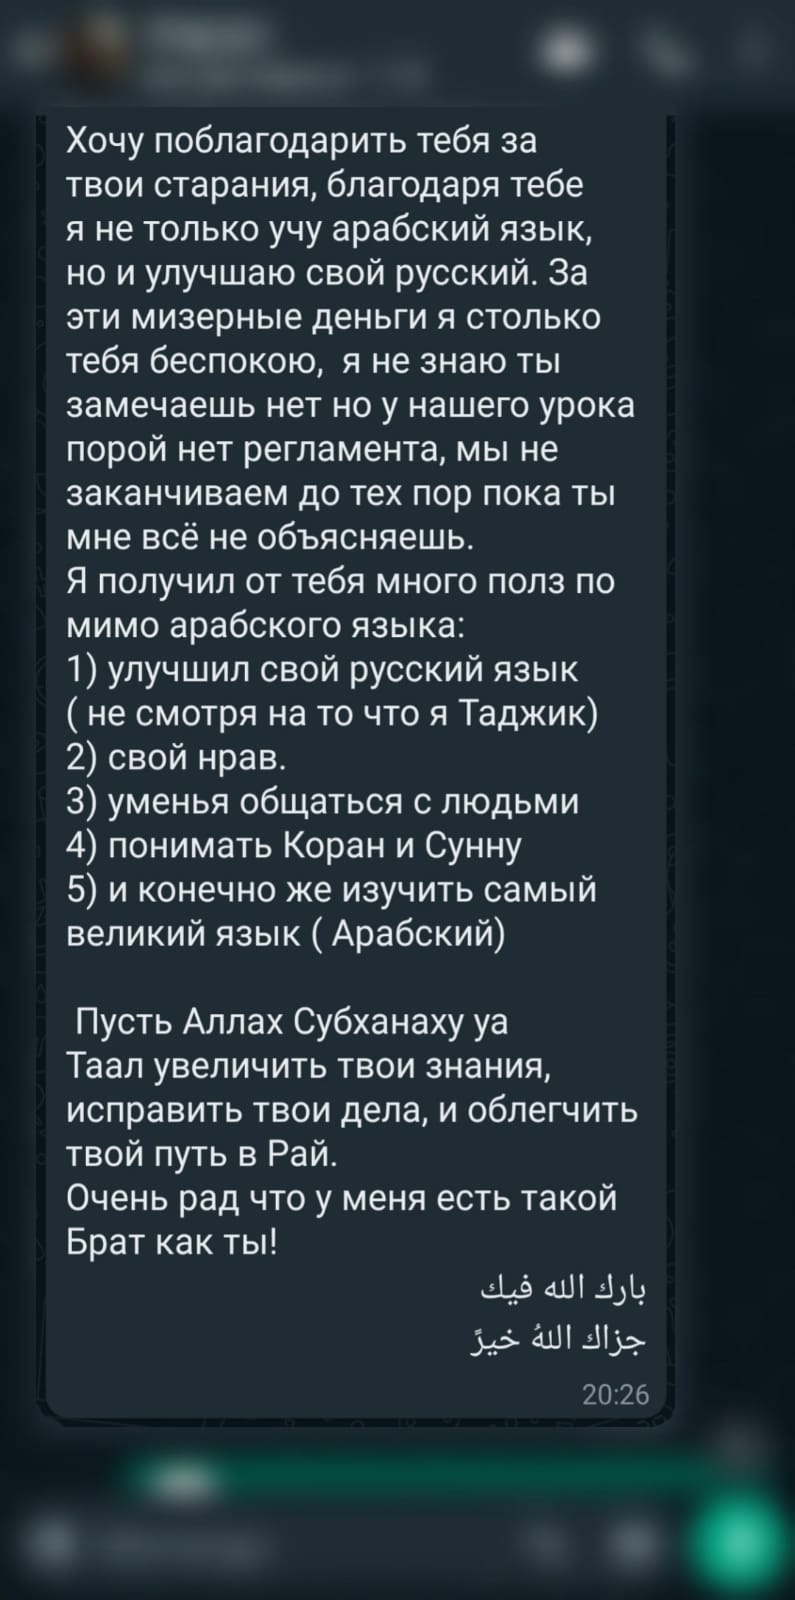 Хочу поблагодарить тебя за
твои старания, благодаря тебе
я не только учу арабский язык,
но и улучшаю свой русский. За
эти мизерные деньги я столько
тебя беспокою,  я не знаю ты
замечаешь нет но у нашего урока
порой нет регламента, мы не
заканчиваем до тех пор пока ты
мне всё не объясняешь.
Я получил от тебя много полз по
мимо арабского языка:
1) улучшил свой русский язык
( не смотря на то что я Таджик)
2) свой нрав.
3) уменья общаться с людьми
4) понимать Коран и Сунну
5) и конечно же изучить самый
великий язык ( Арабский)
Пусть Аллах Субханаху уа
Таал увеличить твои знания,
исправить твои дела, и облегчить
твой путь в Рай.
Очень рад что у меня есть такой
Брат как ты!
بارك الله فيك
جزاك اللهُ خيرً
20:26